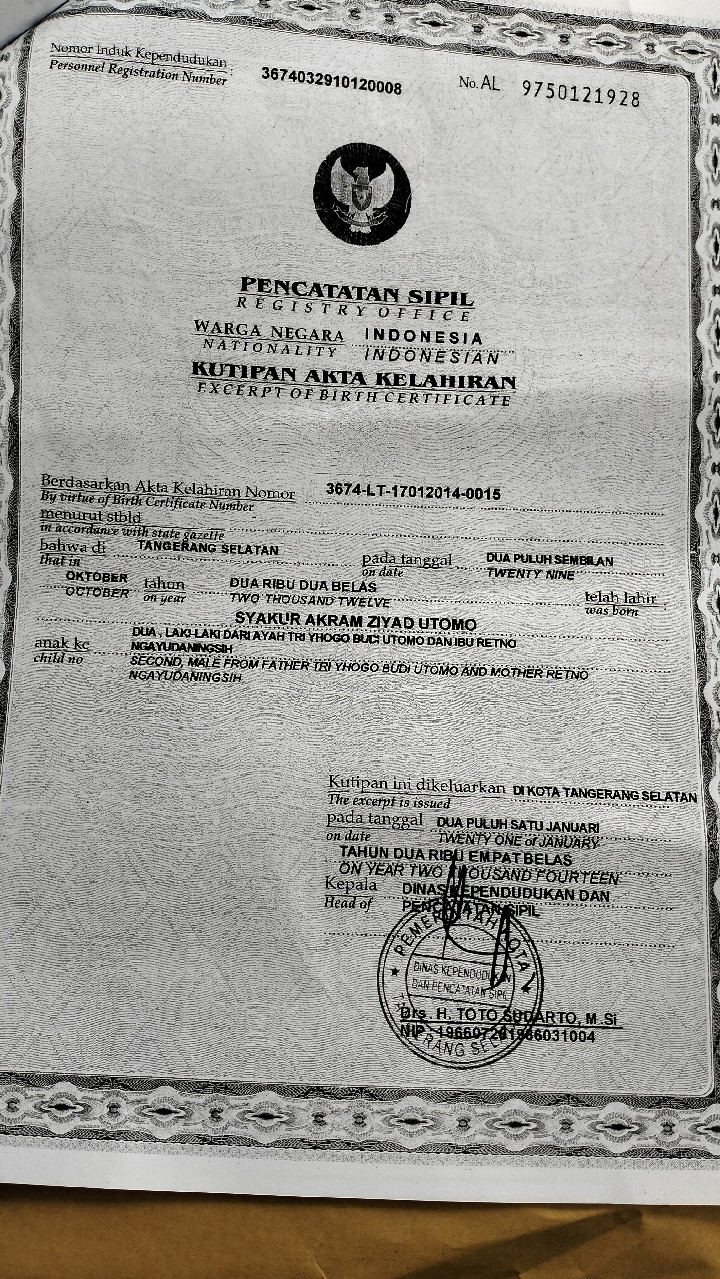 Nomor Induk Kependudukan : 3674032910120008 No. AL 9750121928
Personnel Registration Number
PENCATATAN SIPIL
REGISTRY OFFICE
WARGA NEGARA INDONESIA
NATIONALITY INDONESIAN
KUTIPAN AKTA KELAHIRAN
EXCERPT OF BIRTH CERTIFICATE
Berdasarkan Akta Kelahiran Nomor 3674-LT-17012014-0015
By virtue of Birth Certificate Number
menurut stbld
in accordance with state gazette
bahwa di TANGERANG SELATAN pada tanggal DUA PULUH SEMBILAN
that in on date TWENTY NINE
OKTOBER tahun DUA RIBU DUA BELAS telah lahir :
OCTOBER on year TWO THOUSAND TWELVE was born
SYAKUR AKRAM ZIYAD UTOMO
anak ke DUA , LAKI-LAKI DARI AYAH TRI YHOGO BUDI UTOMO DAN IBU RETNO
NGAYUDANINGSIH
child no SECOND, MALE FROM FATHER TRI YHOGO BUDI UTOMO AND MOTHER RETNO
NGAYUDANINGSIH
Kutipan ini dikeluarkan DI KOTA TANGERANG SELATAN
The excerpt is issued
pada tanggal DUA PULUH SATU JANUARI
on date TWENTY ONE of JANUARY
TAHUN DUA RIBU EMPAT BELAS
ON YEAR TWO THOUSAND FOURTEEN
Kepala DINAS KEPENDUDUKAN DAN
Head of PENCATATAN SIPIL
PEMERINTAH KOTA
DINAS KEPENDUDUKAN
DAN PENCATATAN SIPIL
TANGERANG SELATAN
Drs. H. TOTO SUDARTO, M.Si
NIP.